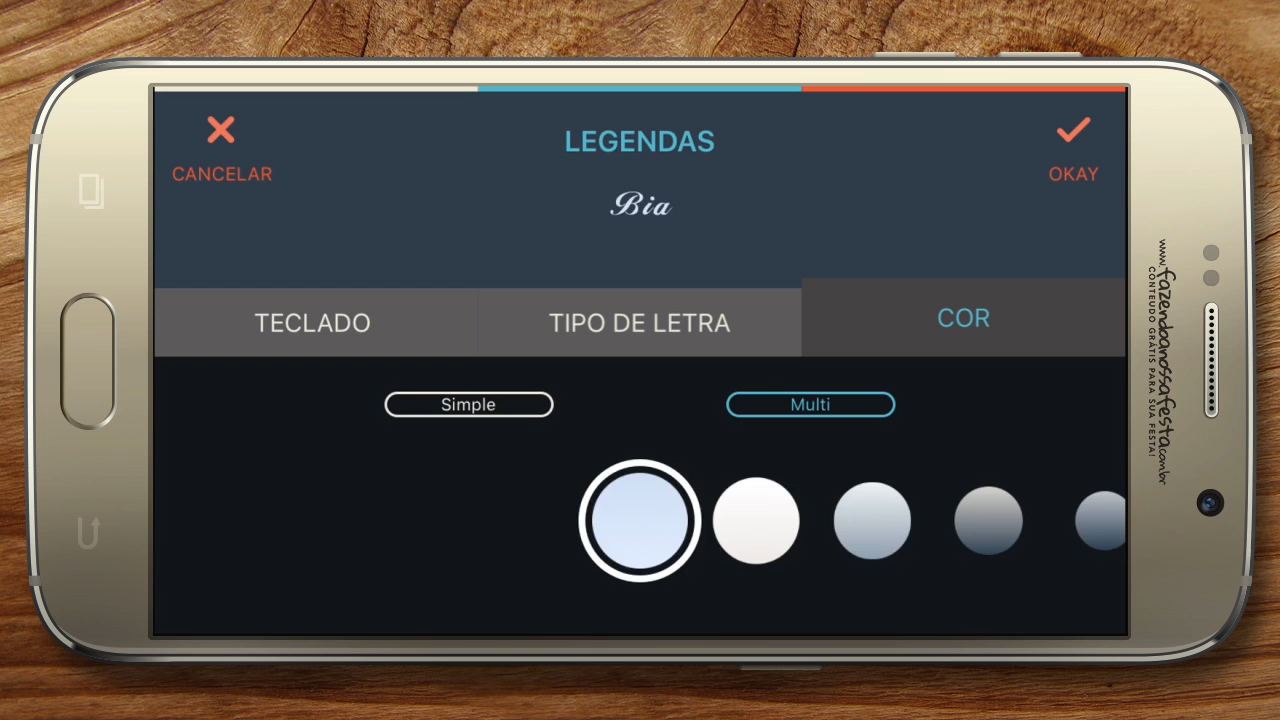 CANCELAR
LEGENDAS
OKAY
Bia
TECLADO
TIPO DE LETRA
COR
Simple
Multi
www.fazendoanossafesta.com.br
CONTEÚDO GRÁTIS PARA SUA FESTA!